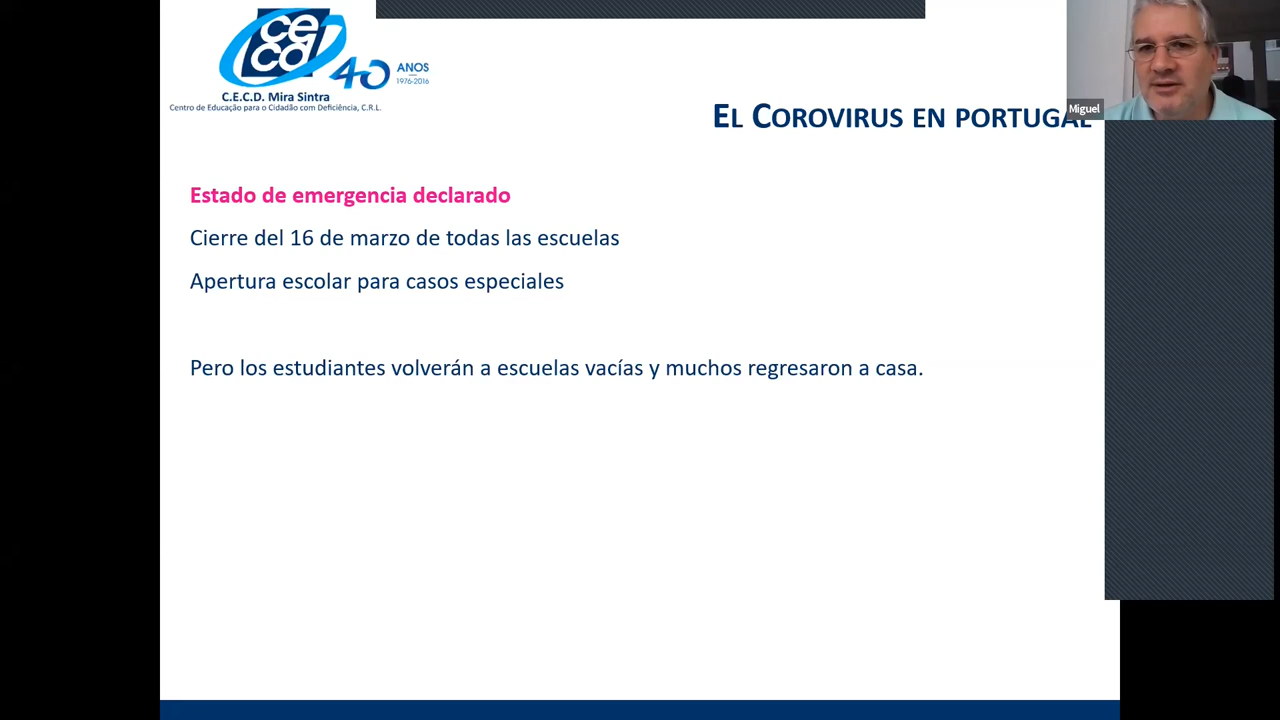 ce
cd
40 ANOS
1976-2016
C.E.C.D. Mira Sintra
Centro de Educação para o Cidadão com Deficiência, C.R.L.
Miguel
EL COROVIRUS EN PORTUGAL
Estado de emergencia declarado
Cierre del 16 de marzo de todas las escuelas
Apertura escolar para casos especiales
Pero los estudiantes volverán a escuelas vacías y muchos regresaron a casa.